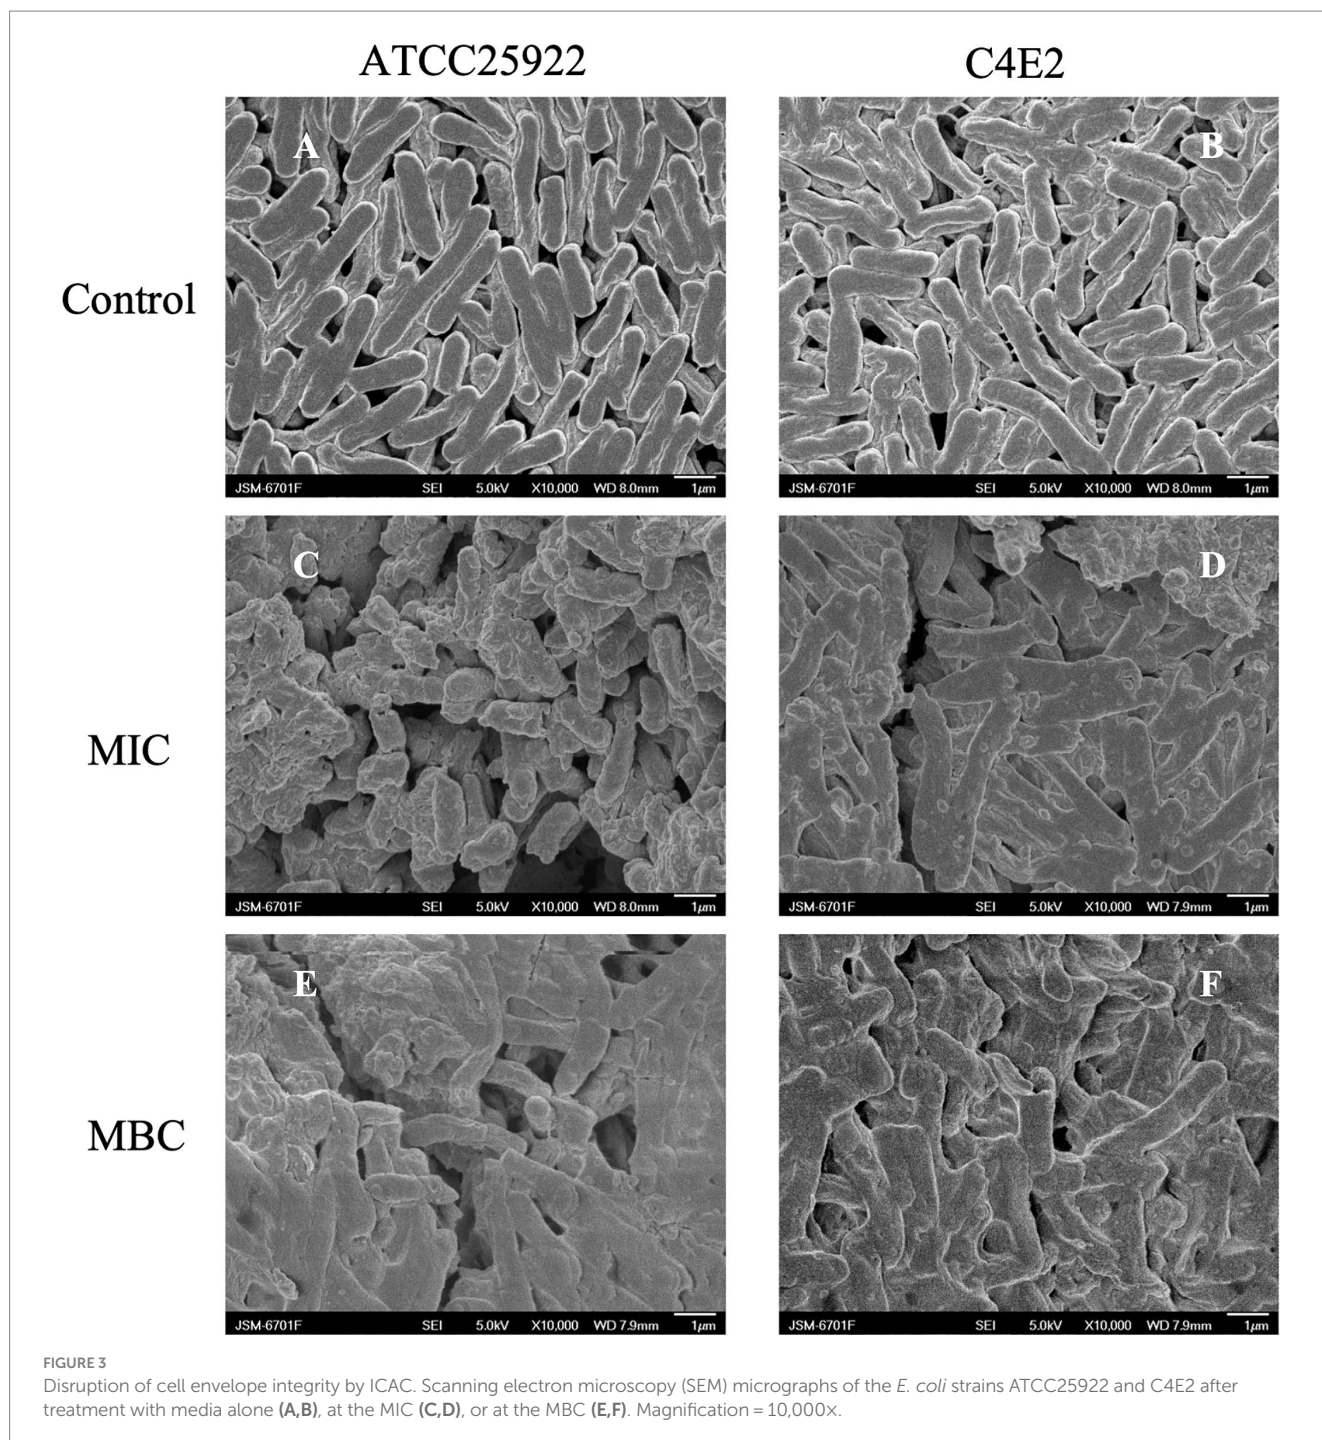 ATCC25922 C4E2
Control
A
B
JSM-6701F SEI 5.0kV X10,000 WD 8.0mm 1μm
JSM-6701F SEI 5.0kV X10,000 WD 8.0mm 1μm
MIC
C
D
JSM-6701F SEI 5.0kV X10,000 WD 8.0mm 1μm
JSM-6701F SEI 5.0kV X10,000 WD 7.9mm 1μm
MBC
E
F
JSM-6701F SEI 5.0kV X10,000 WD 7.9mm 1μm
JSM-6701F SEI 5.0kV X10,000 WD 7.9mm 1μm
FIGURE 3
Disruption of cell envelope integrity by ICAC. Scanning electron microscopy (SEM) micrographs of the E. coli strains ATCC25922 and C4E2 after
treatment with media alone (A,B), at the MIC (C,D), or at the MBC (E,F). Magnification = 10,000×.